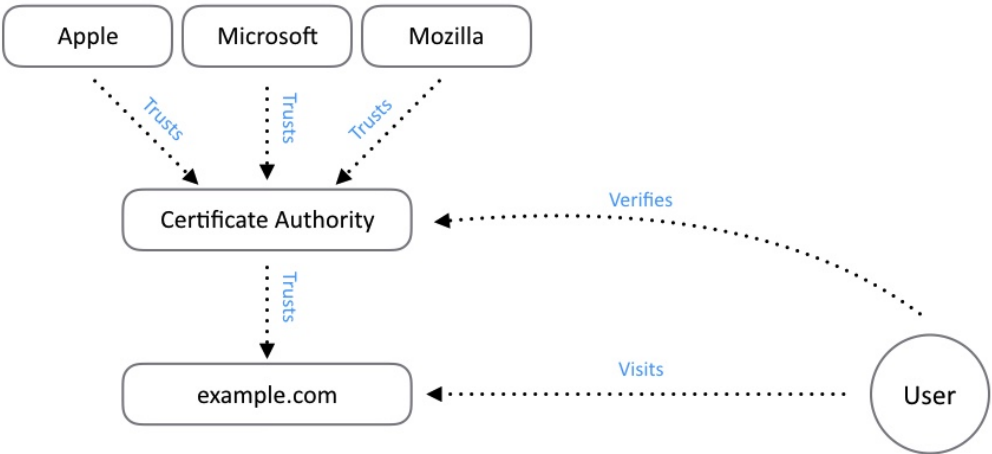 Apple
Microsoft
Mozilla
Trusts
Trusts
Trusts
Certificate Authority
Verifies
Trusts
example.com
Visits
User